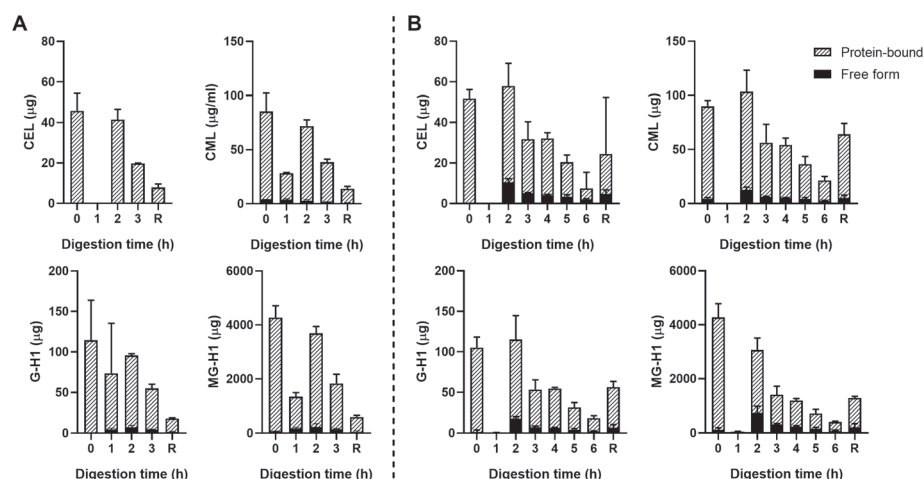 A
B
80
60
40
20
0
CEL (µg)
0 1 2 3 R
Digestion time (h)
150
100
50
0
CML (µg/ml)
0 1 2 3 R
Digestion time (h)
80
60
40
20
0
CEL (µg)
0 1 2 3 4 5 6 R
Digestion time (h)
150
100
50
0
CML (µg)
0 1 2 3 4 5 6 R
Digestion time (h)
Protein-bound
Free form
200
150
100
50
0
G-H1 (µg)
0 1 2 3 R
Digestion time (h)
6000
4000
2000
0
MG-H1 (µg)
0 1 2 3 R
Digestion time (h)
200
150
100
50
0
G-H1 (µg)
0 1 2 3 4 5 6 R
Digestion time (h)
6000
4000
2000
0
MG-H1 (µg)
0 1 2 3 4 5 6 R
Digestion time (h)